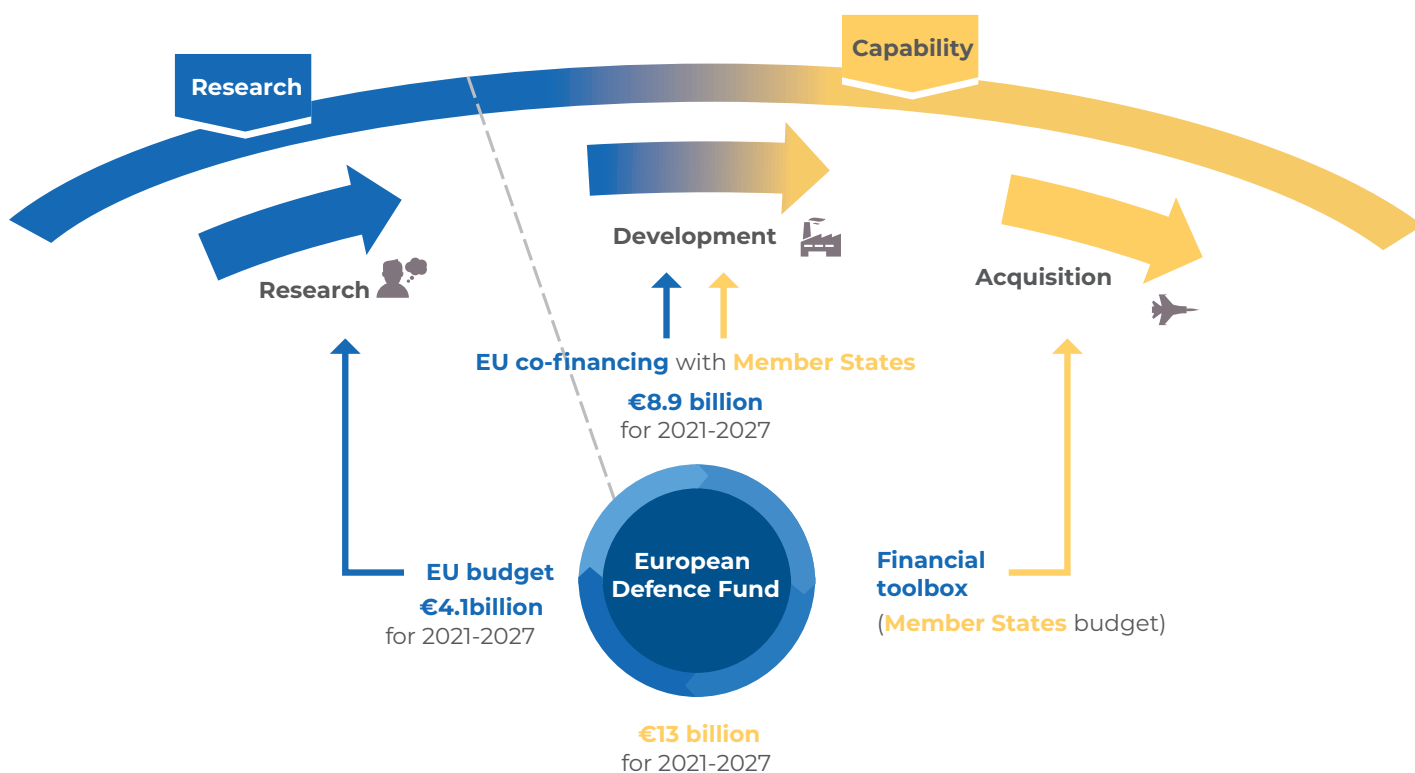 Research
Capability
Development
Research
Acquisition
EU co-financing with Member States
€8.9 billion
for 2021-2027
EU budget
€4.1billion
for 2021-2027
European
Defence Fund
Financial
toolbox
(Member States budget)
€13 billion
for 2021-2027